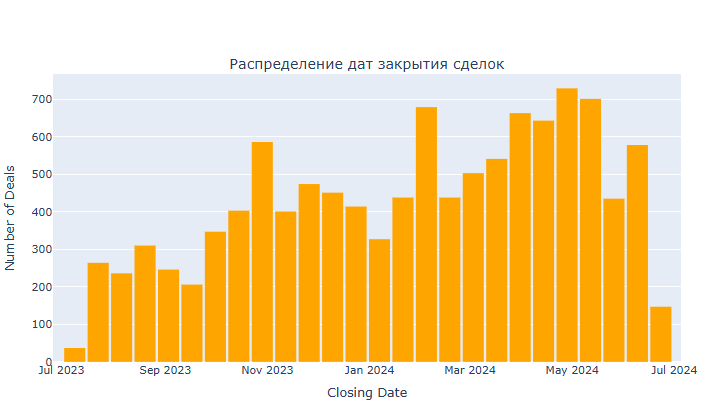 Распределение дат закрытия сделок
Number of Deals
700
600
500
400
300
200
100
0
Jul 2023 Sep 2023 Nov 2023 Jan 2024 Mar 2024 May 2024 Jul 2024
Closing Date